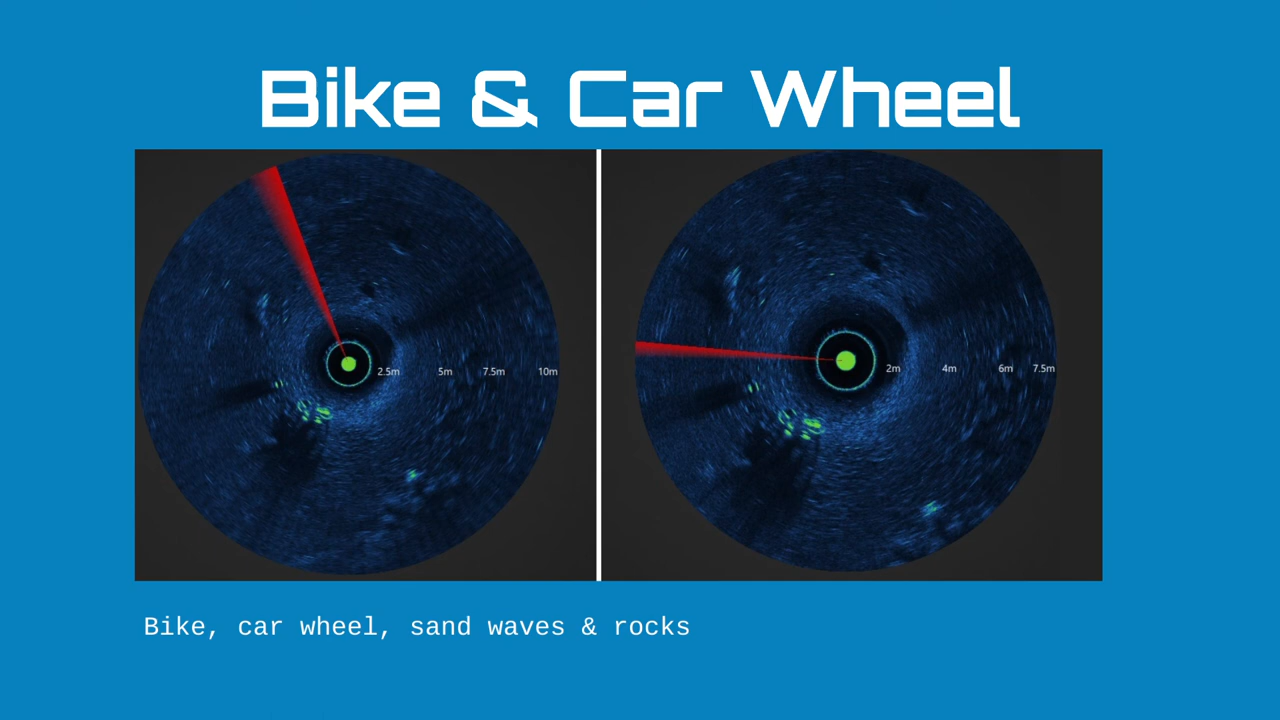 Bike & Car Wheel
2.5m 5m 7.5m 10m
2m 4m 6m 7.5m
Bike, car wheel, sand waves & rocks